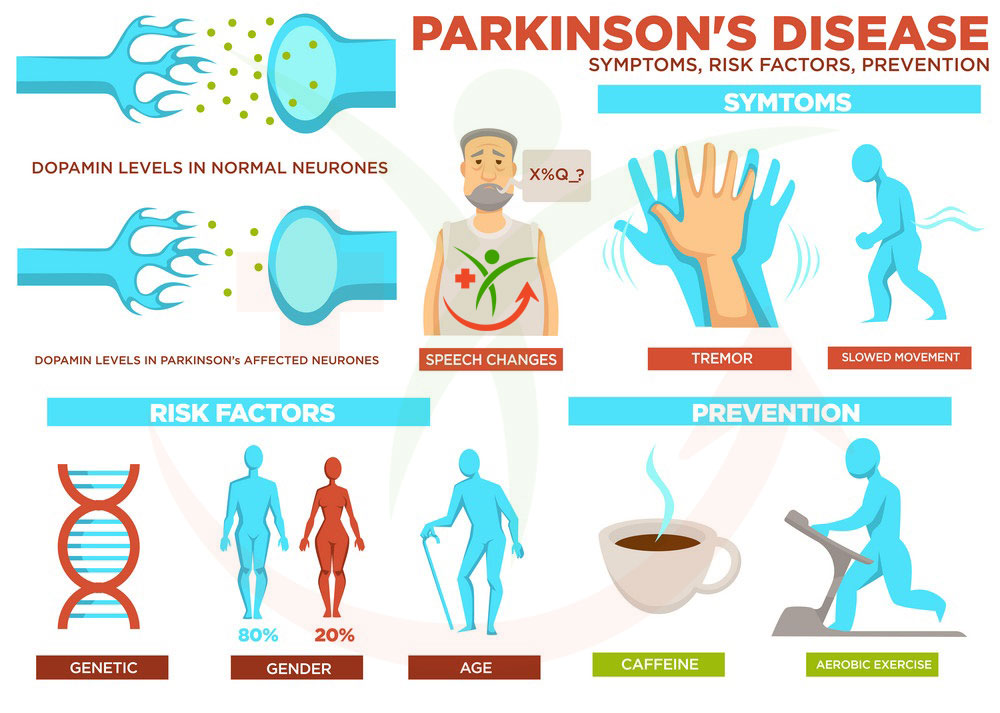 PARKINSON'S DISEASE
SYMPTOMS, RISK FACTORS, PREVENTION
DOPAMIN LEVELS IN NORMAL NEURONES
DOPAMIN LEVELS IN PARKINSON's AFFECTED NEURONES
SYMTOMS
X%Q_?
SPEECH CHANGES
TREMOR
SLOWED MOVEMENT
RISK FACTORS
80%
20%
GENETIC
GENDER
AGE
PREVENTION
CAFFEINE
AEROBIC EXERCISE